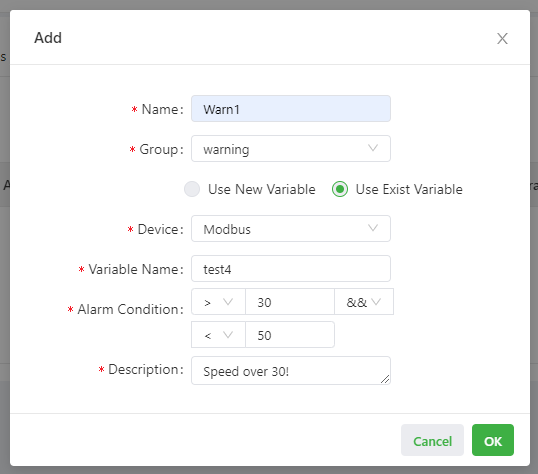 Add
s
* Name: Warn1
* Group: warning
Use New Variable Use Exist Variable
A
ra
* Device: Modbus
* Variable Name: test4
* Alarm Condition: > 30 &&
< 50
* Description: Speed over 30!
Cancel OK